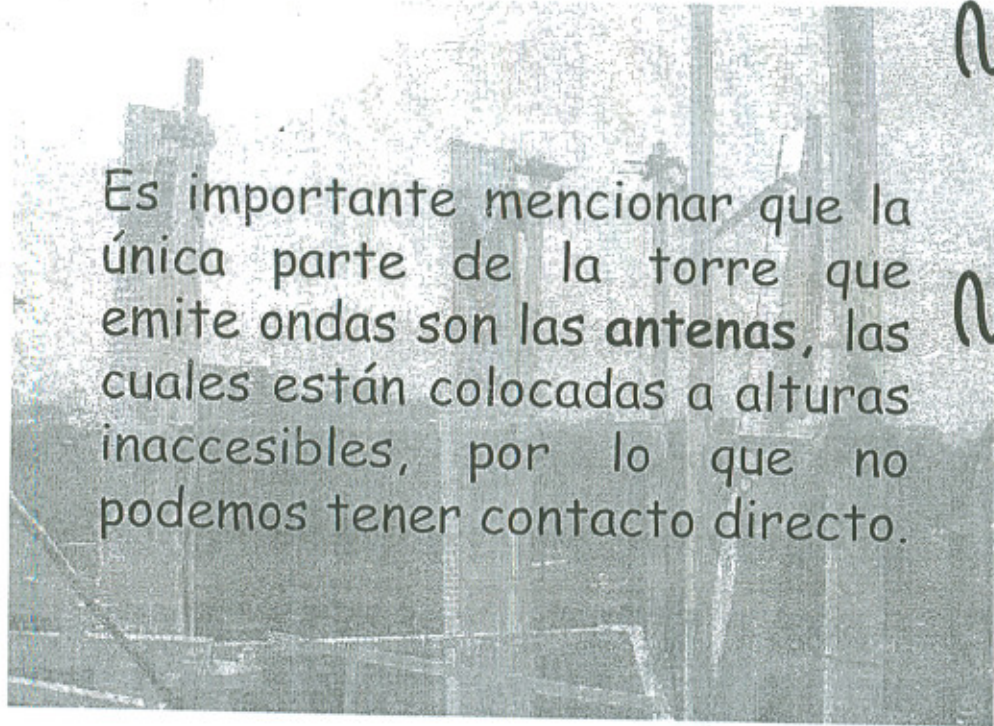 Es importante mencionar que la
única parte de la torre que
emite ondas son las antenas, las
cuales están colocadas a alturas
inaccesibles, por lo que no
podemos tener contacto directo.